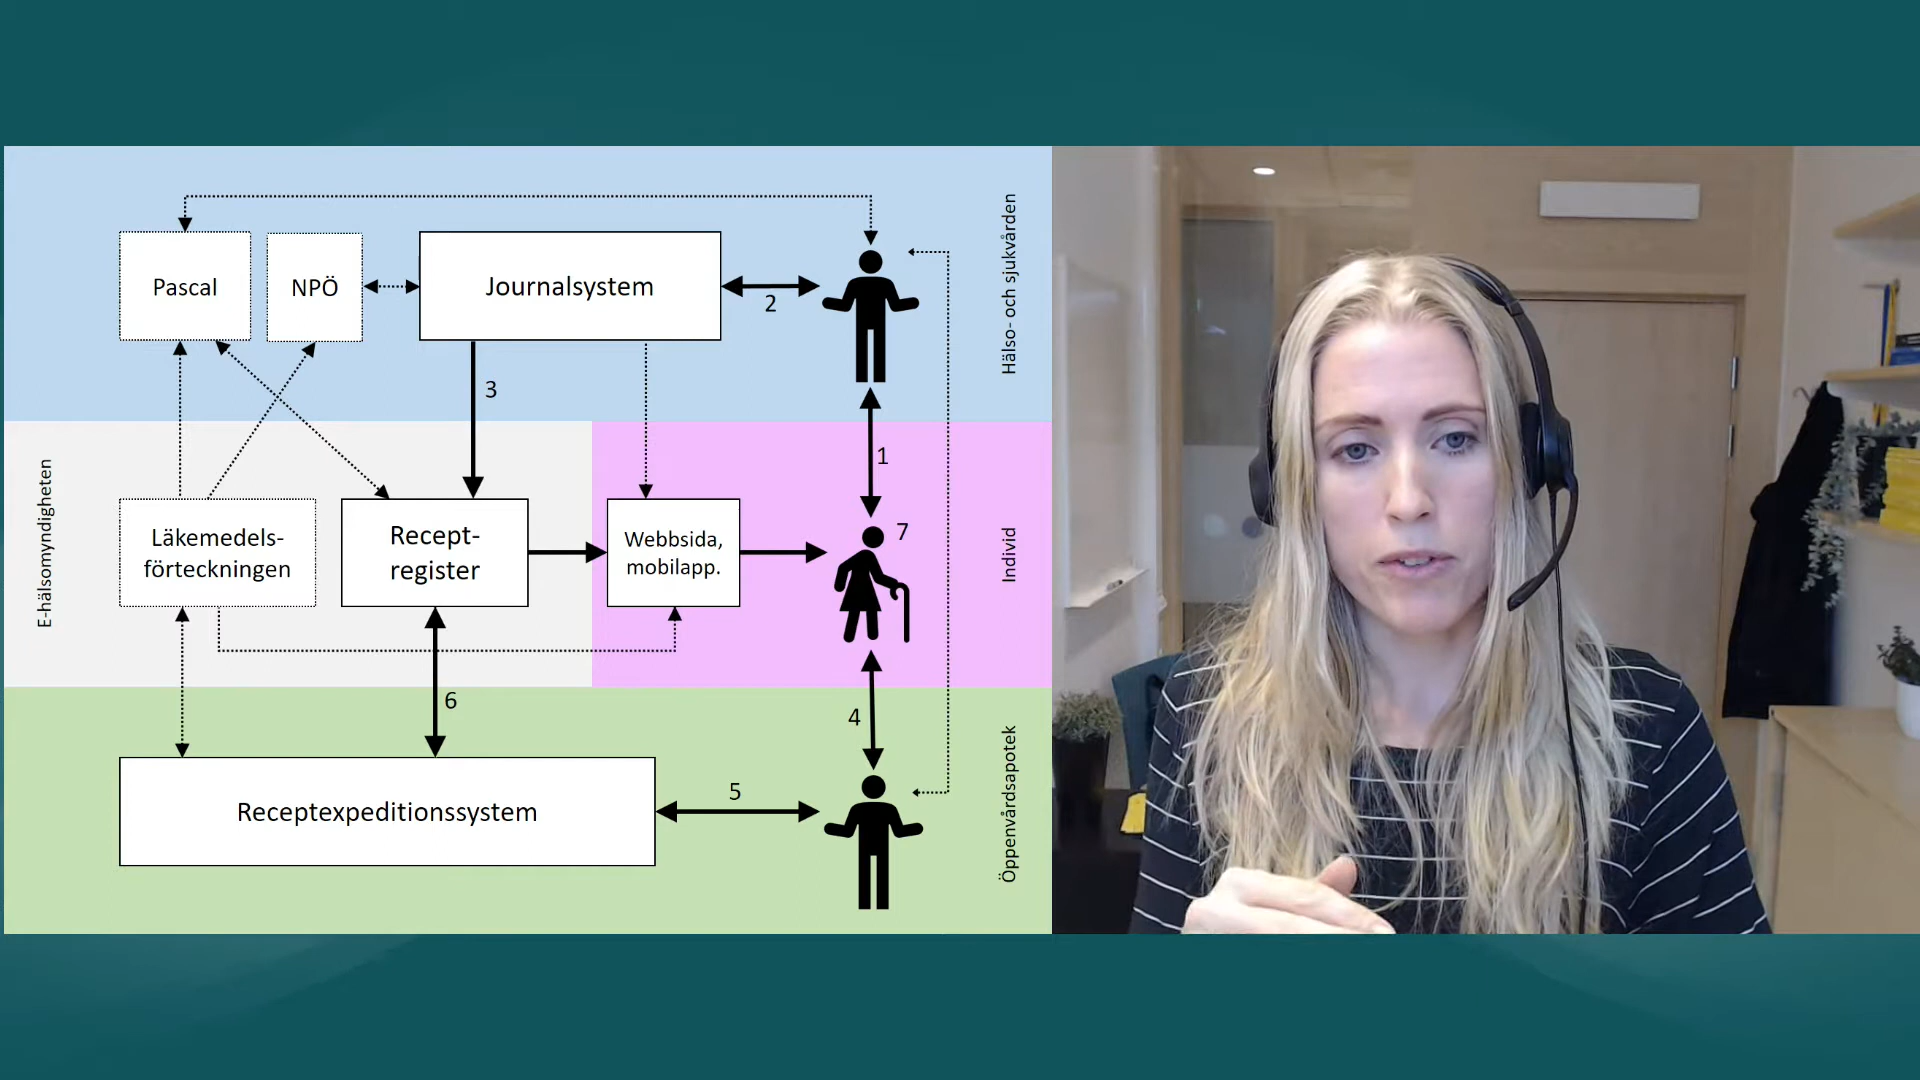 Hälso- och sjukvården
Pascal
NPÖ
Journalsystem
2
3
1
E-hälsomyndigheten
Läkemedels-
förteckningen
Recept-
register
Webbsida,
mobilapp.
7
Individ
6
4
Receptexpeditionssystem
5
Öppenvårdsapotek